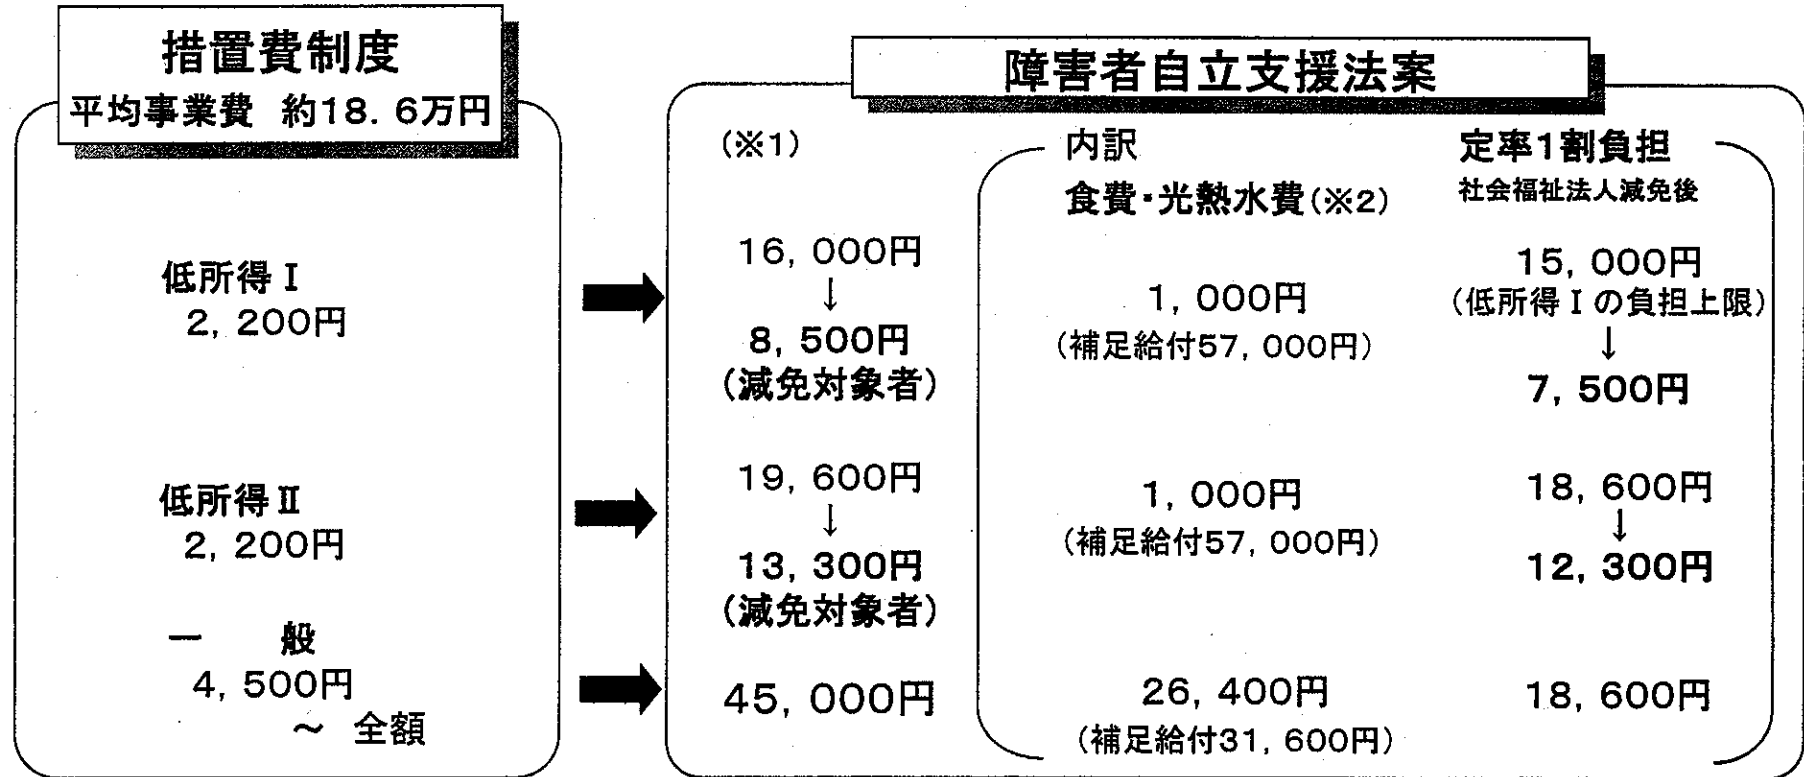 措置費制度
平均事業費 約18. 6万円
低所得Ⅰ
2, 200円
低所得Ⅱ
2, 200円
一 般
4, 500円
～ 全額
障害者自立支援法案
(※1)
16, 000円
↓
8, 500円
(減免対象者)
19, 600円
↓
13, 300円
(減免対象者)
45, 000円
内訳
食費・光熱水費(※2)
1, 000円
(補足給付57, 000円)
1, 000円
(補足給付57, 000円)
26, 400円
(補足給付31, 600円)
定率1割負担
社会福祉法人減免後
15, 000円
(低所得Ⅰの負担上限)
↓
7, 500円
18, 600円
↓
12, 300円
18, 600円